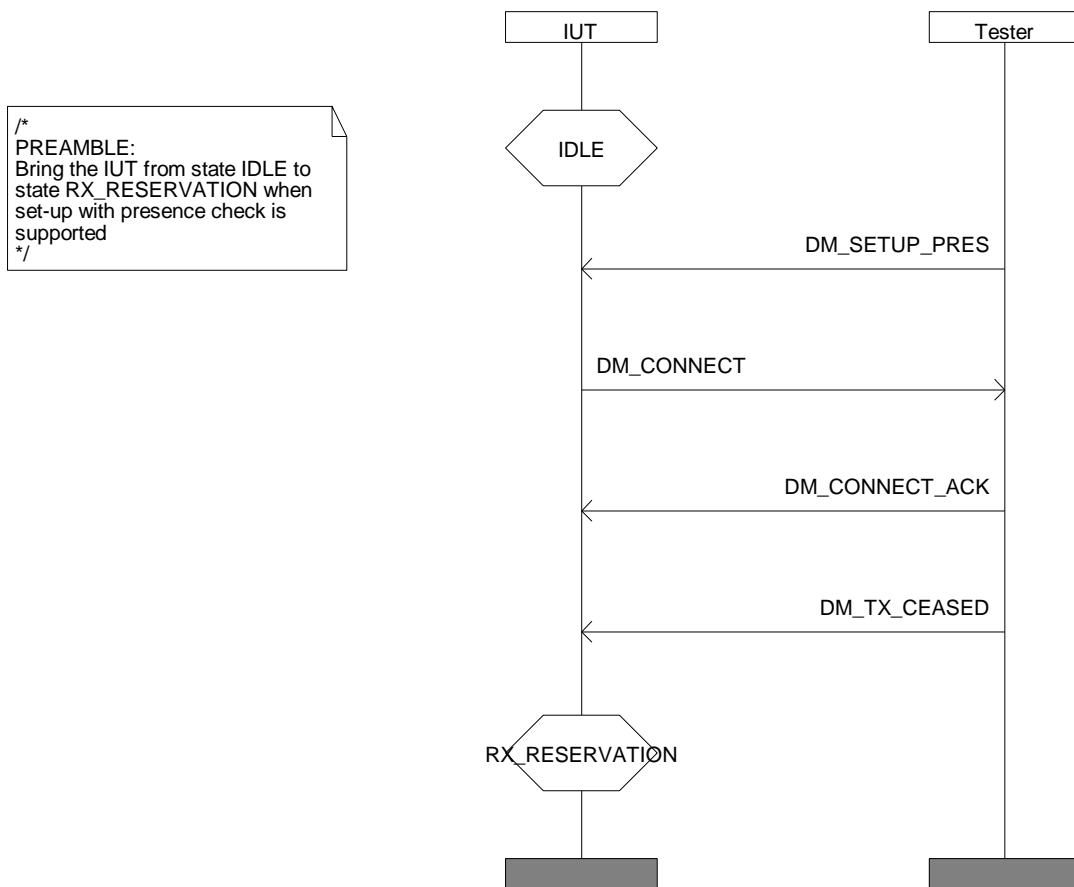 IUT
Tester
/*
PREAMBLE:
Bring the IUT from state IDLE to
state RX_RESERVATION when
set-up with presence check is
supported
*/
IDLE
DM_SETUP_PRES
DM_CONNECT
DM_CONNECT_ACK
DM_TX_CEASED
RX_RESERVATION